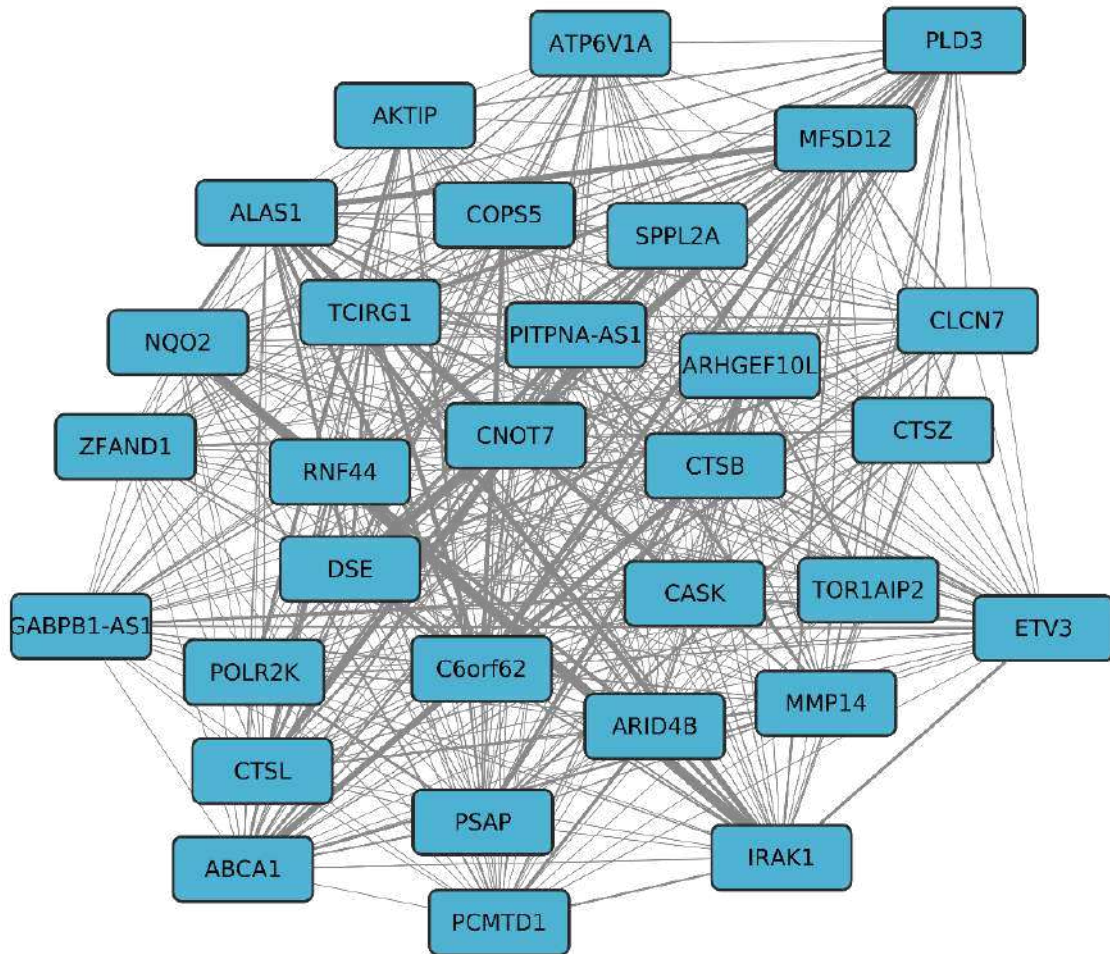 ATP6V1A
PLD3
AKTIP
MFSD12
ALAS1
COPS5
SPPL2A
TCIRG1
CLCN7
NQO2
PITPNA-AS1
ARHGEF10L
ZFAND1
CNOT7
CTSZ
RNF44
CTSB
DSE
CASK
TOR1AIP2
GABPB1-AS1
ETV3
POLR2K
C6orf62
MMP14
ARID4B
CTSL
PSAP
ABCA1
IRAK1
PCMTD1